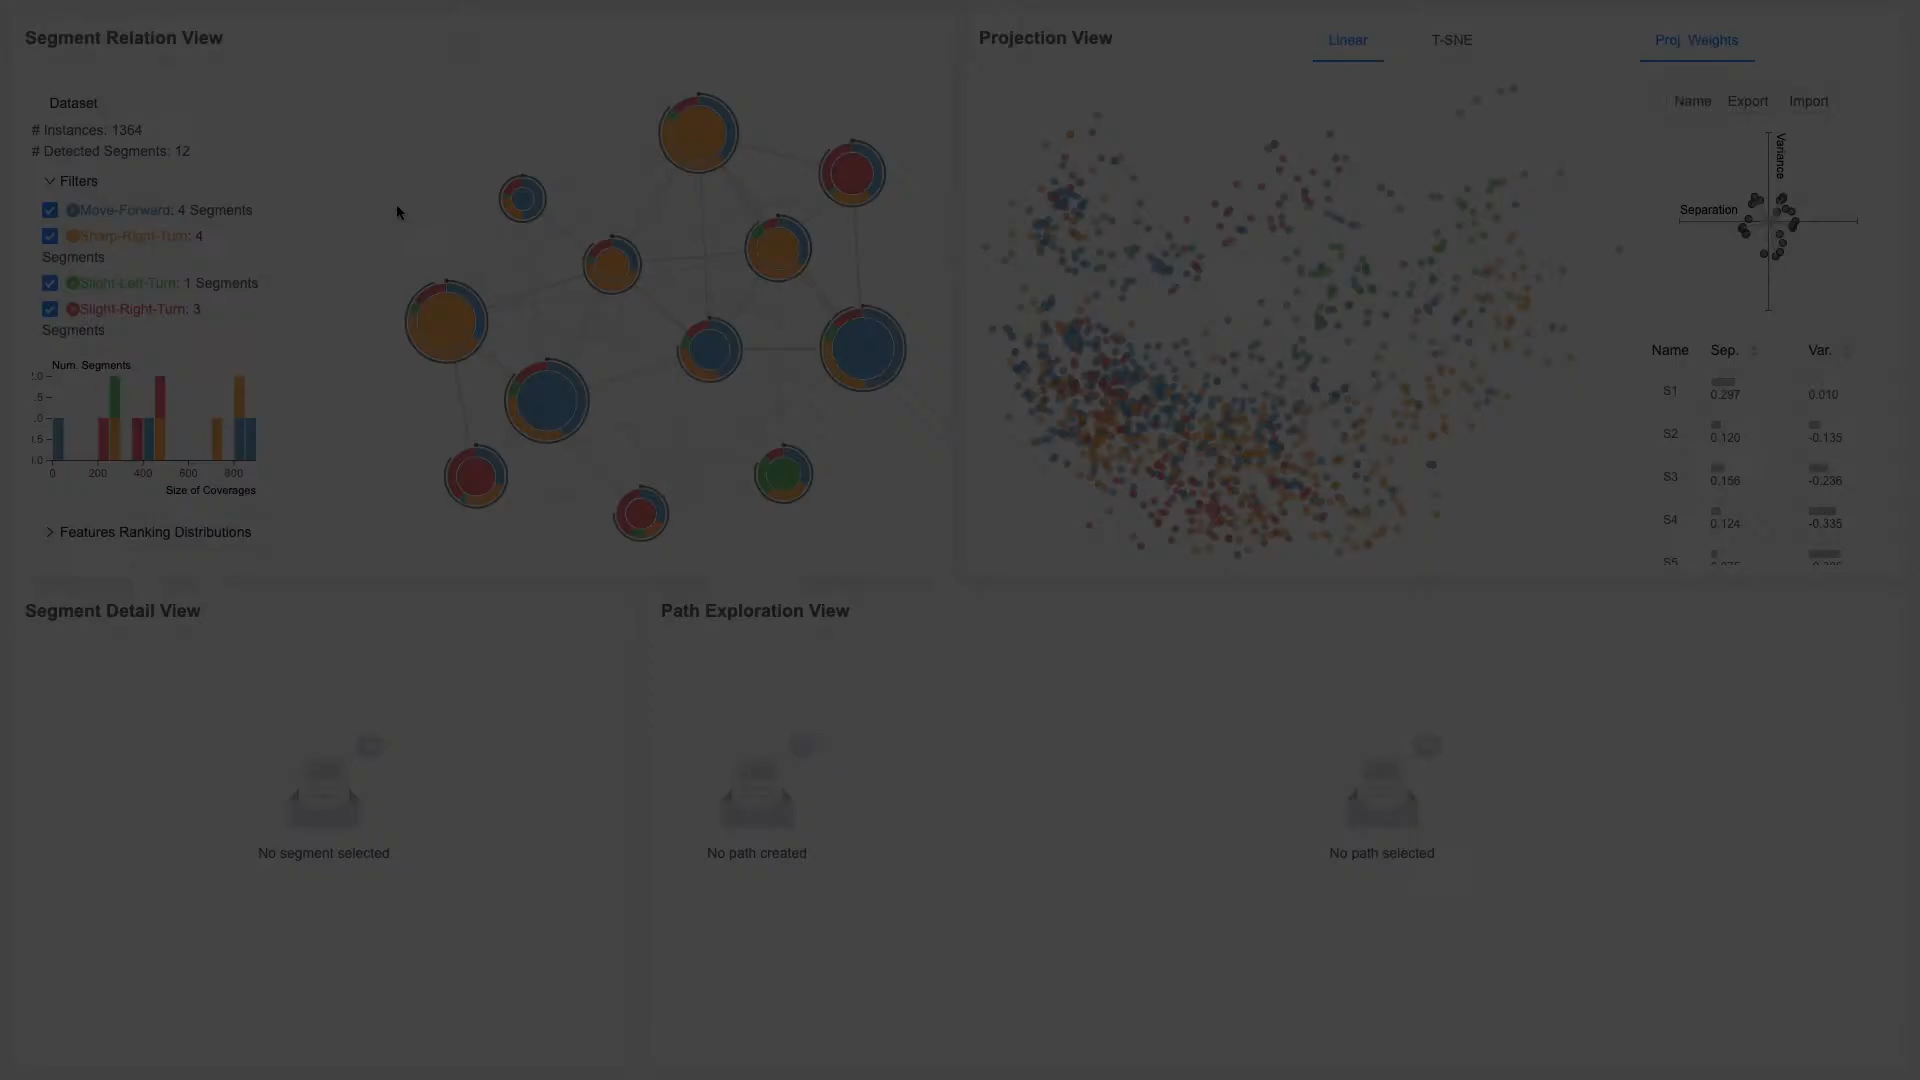 Segment Relation View
Dataset
# Instances: 1364
# Detected Segments: 12
Filters
Move-Forward: 4 Segments
Sharp-Right-Turn: 4
Segments
Slight-Left-Turn: 1 Segments
Slight-Right-Turn: 3
Segments
Num. Segments
0 200 400 600 800
Size of Coverages
Features Ranking Distributions
Projection View
Linear
T-SNE
Proj. Weights
Name Export Import
Variance
Separation
Name Sep. Var.
S1 0.297 0.010
S2 0.120 -0.135
S3 0.156 -0.236
S4 0.124 -0.335
S5
Segment Detail View
No segment selected
Path Exploration View
No path created
No path selected